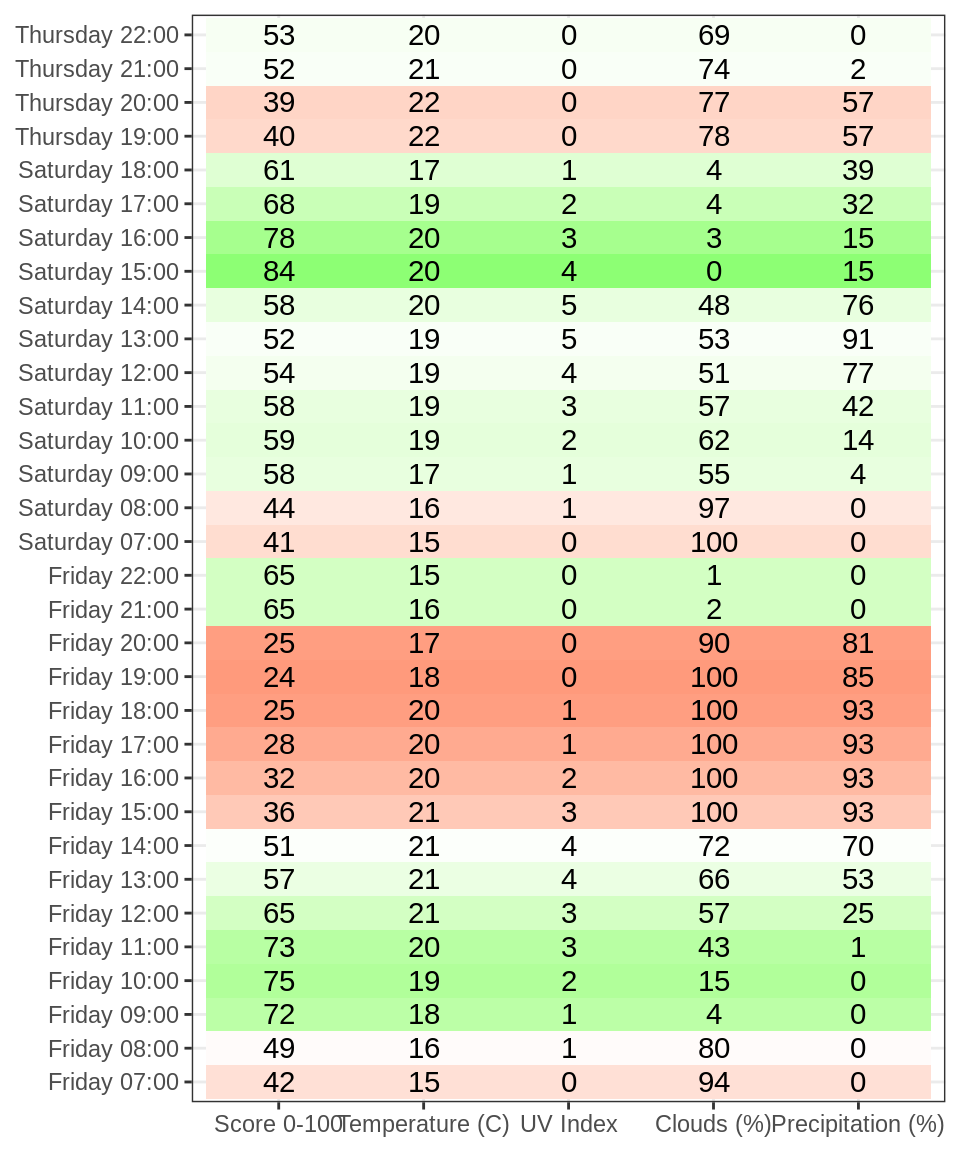 Thursday 22:00 53 20 0 69 0
Thursday 21:00 52 21 0 74 2
Thursday 20:00 39 22 0 77 57
Thursday 19:00 40 22 0 78 57
Saturday 18:00 61 17 1 4 39
Saturday 17:00 68 19 2 4 32
Saturday 16:00 78 20 3 3 15
Saturday 15:00 84 20 4 0 15
Saturday 14:00 58 20 5 48 76
Saturday 13:00 52 19 5 53 91
Saturday 12:00 54 19 4 51 77
Saturday 11:00 58 19 3 57 42
Saturday 10:00 59 19 2 62 14
Saturday 09:00 58 17 1 55 4
Saturday 08:00 44 16 1 97 0
Saturday 07:00 41 15 0 100 0
Friday 22:00 65 15 0 1 0
Friday 21:00 65 16 0 2 0
Friday 20:00 25 17 0 90 81
Friday 19:00 24 18 0 100 85
Friday 18:00 25 20 1 100 93
Friday 17:00 28 20 1 100 93
Friday 16:00 32 20 2 100 93
Friday 15:00 36 21 3 100 93
Friday 14:00 51 21 4 72 70
Friday 13:00 57 21 4 66 53
Friday 12:00 65 21 3 57 25
Friday 11:00 73 20 3 43 1
Friday 10:00 75 19 2 15 0
Friday 09:00 72 18 1 4 0
Friday 08:00 49 16 1 80 0
Friday 07:00 42 15 0 94 0
Score 0-100 Temperature (C) UV Index Clouds (%) Precipitation (%)